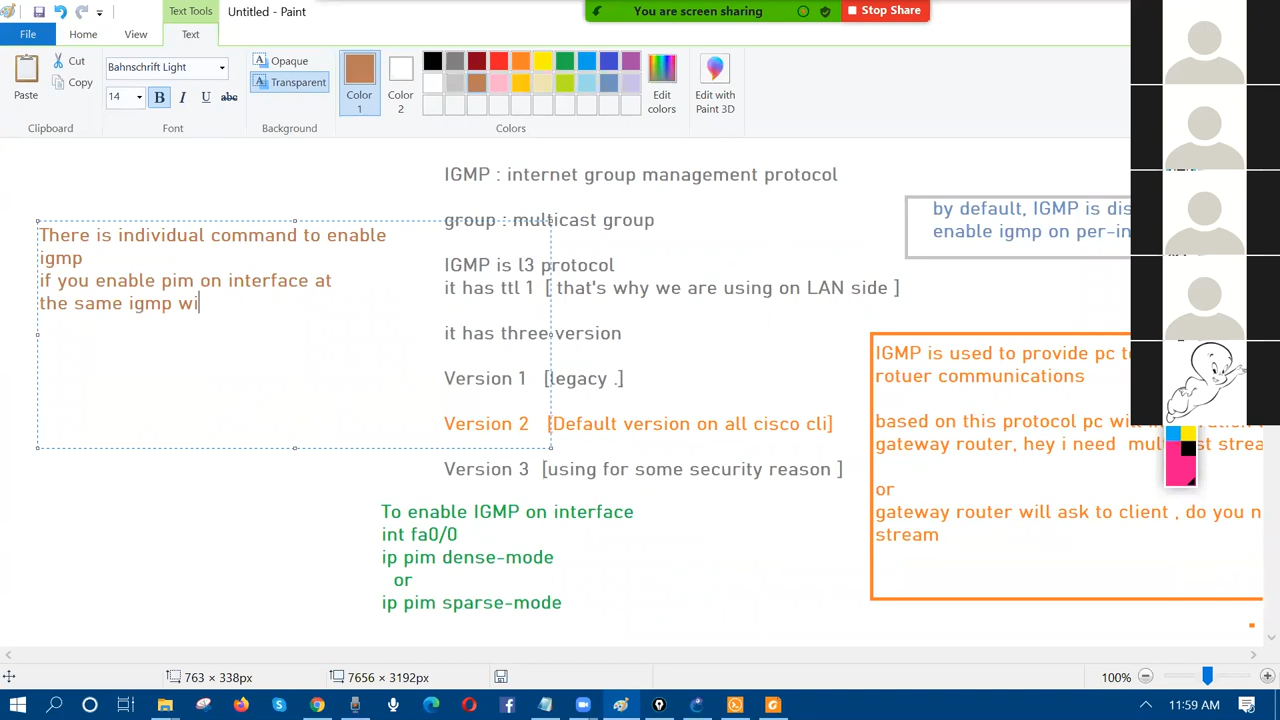 Text Tools
Untitled - Paint
You are screen sharing
Stop Share
File
Home
View
Text
Paste
Cut
Copy
Clipboard
Bahnschrift Light
14
B I U abc
Font
Opaque
Transparent
Background
Color 1
Color 2
Edit colors
Edit with Paint 3D
Colors
There is individual command to enable
igmp
if you enable pim on interface at
the same igmp wi
IGMP : internet group management protocol
group : multicast group
IGMP is l3 protocol
it has ttl 1 [ that's why we are using on LAN side ]
it has three version
Version 1 [legacy .]
Version 2 [Default version on all cisco cli]
Version 3 [using for some security reason ]
To enable IGMP on interface
int fa0/0
ip pim dense-mode
or
ip pim sparse-mode
by default, IGMP is dis
enable igmp on per-in
IGMP is used to provide pc t
rotuer communications
based on this protocol pc will
gateway router, hey i need mul st strea
or
gateway router will ask to client , do you n
stream
763 × 338px
7656 × 3192px
100%
11:59 AM